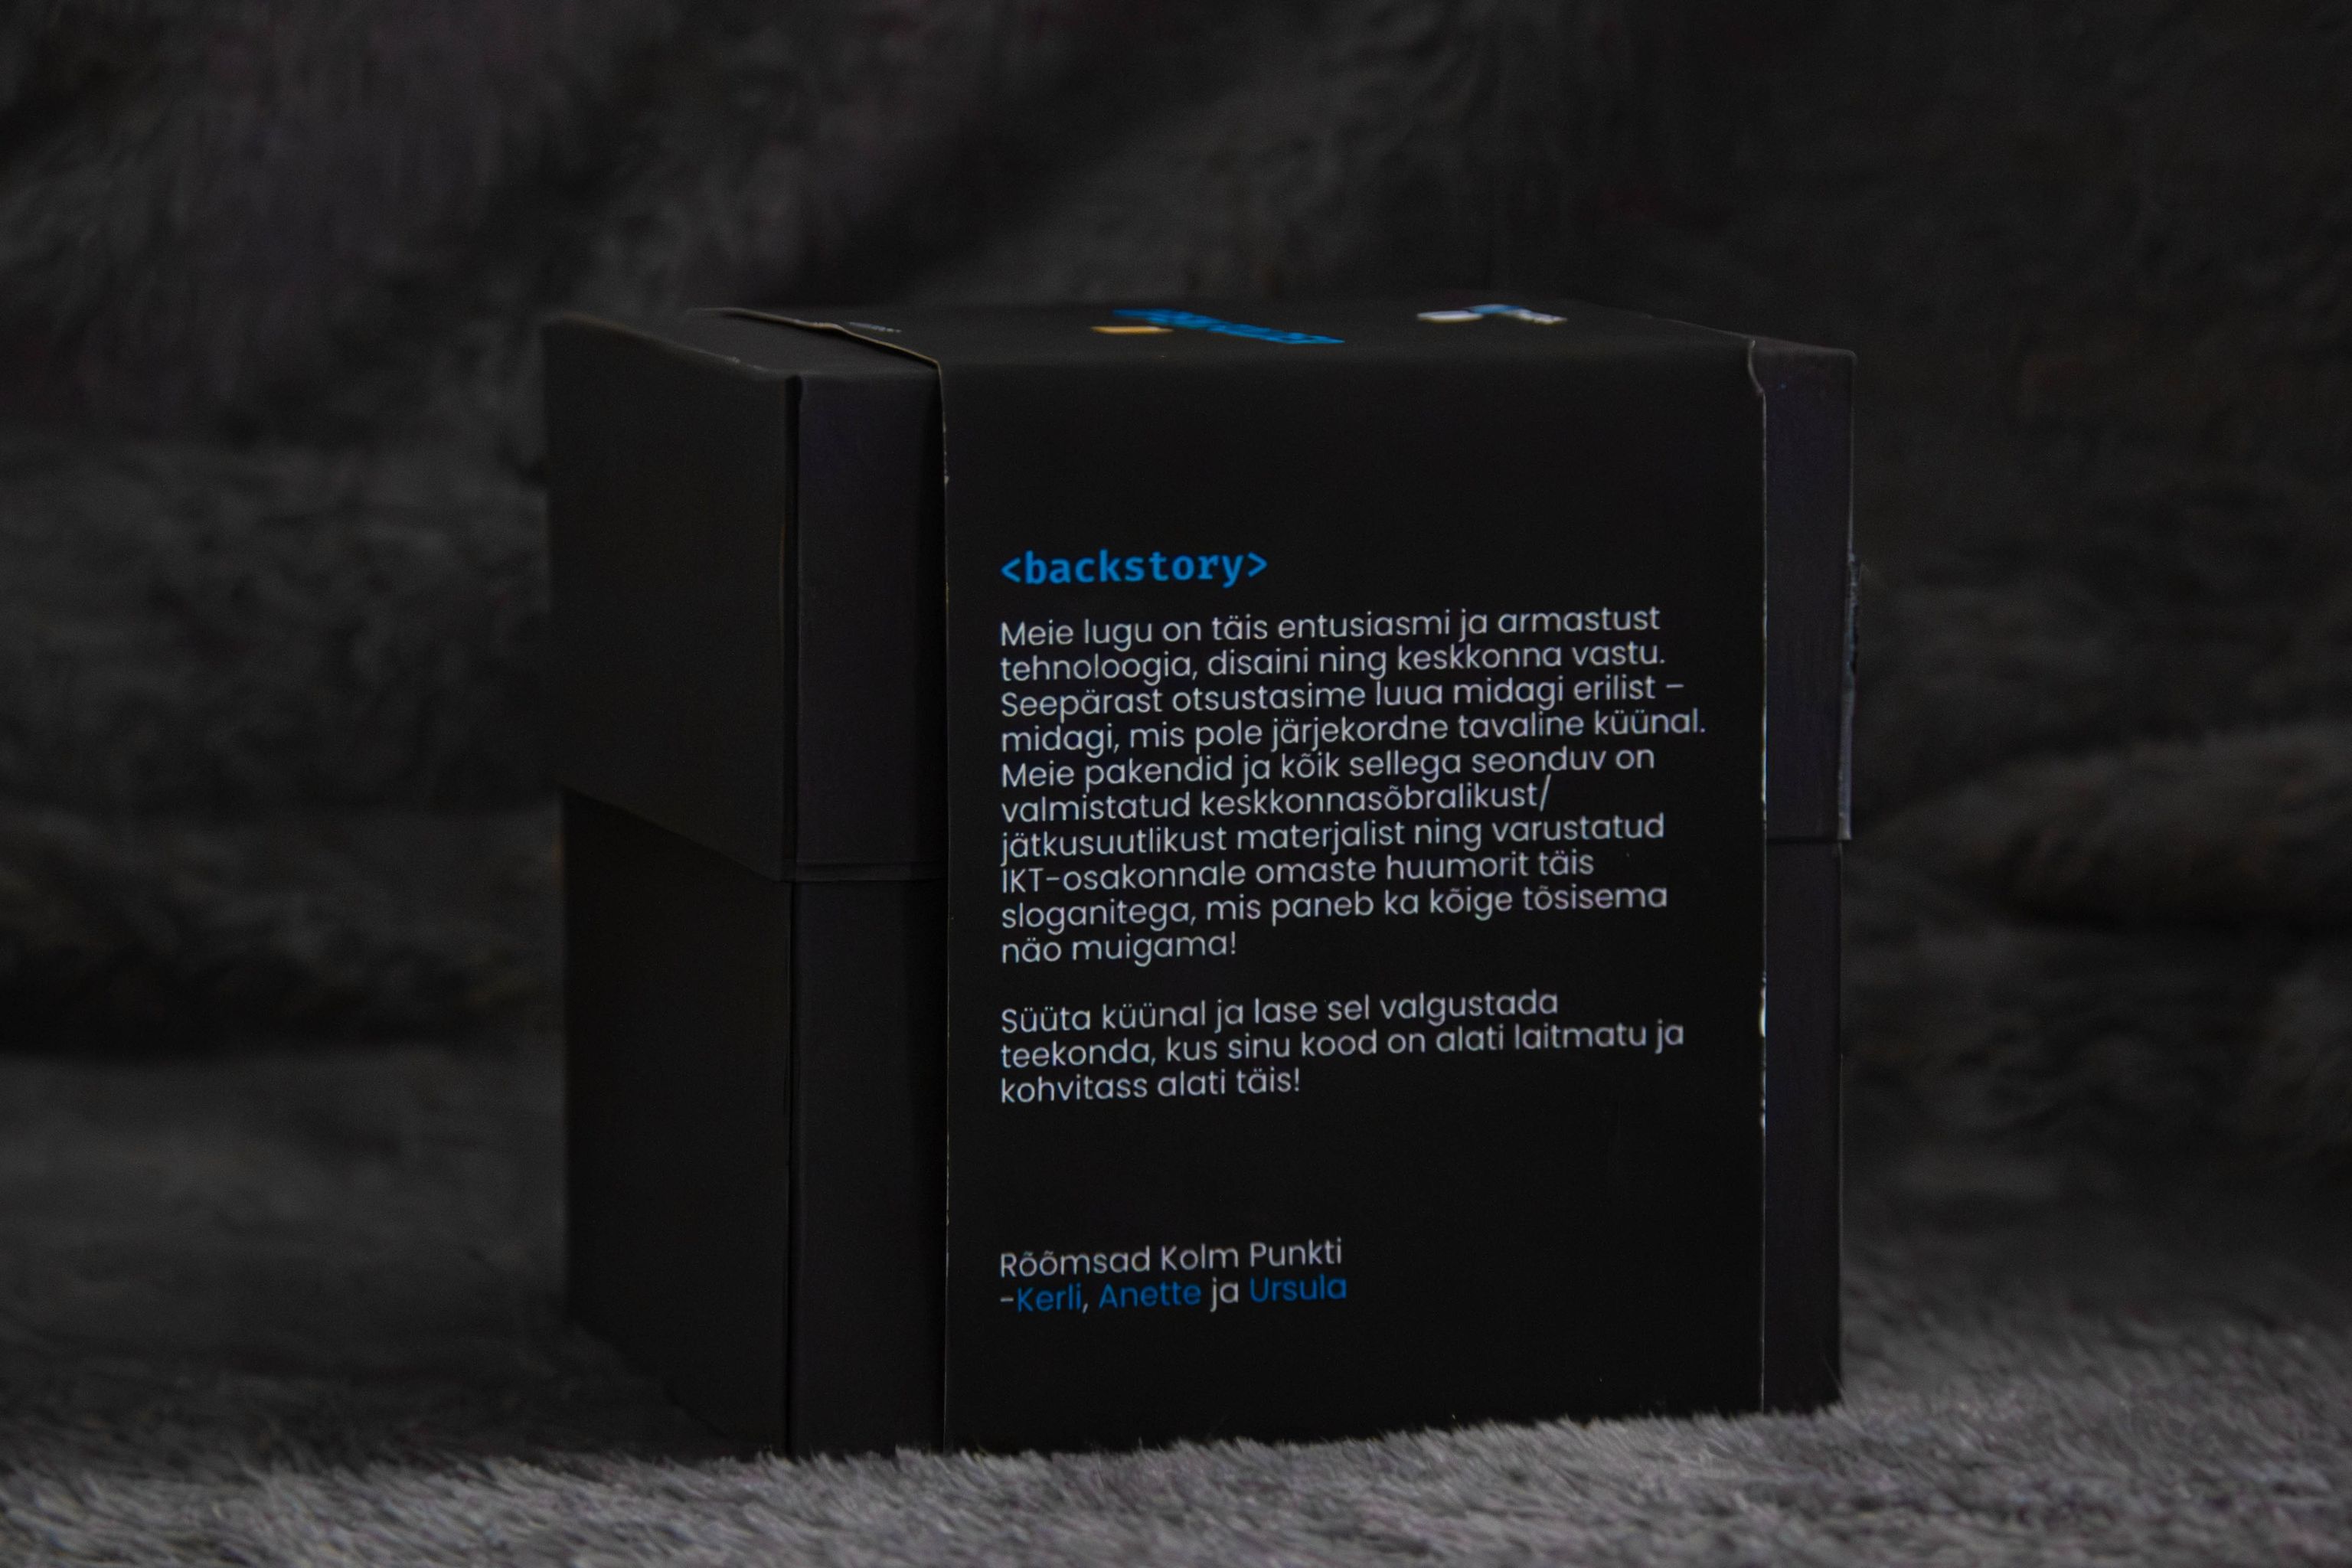 <backstory>
Meie lugu on täis entusiasmi ja armastust
tehnoloogia, disaini ning keskkonna vastu.
Seepärast otsustasime luua midagi erilist –
midagi, mis pole järjekordne tavaline küünal.
Meie pakendid ja kõik sellega seonduv on
valmistatud keskkonnasõbralikust/
jätkusuutlikust materjalist ning varustatud
IKT-osakonnale omaste huumorit täis
sloganitega, mis paneb ka kõige tõsisema
näo muigama!
Süüta küünal ja lase sel valgustada
teekonda, kus sinu kood on alati laitmatu ja
kohvitass alati täis!
Rõõmsad Kolm Punkti
-Kerli, Anette ja Ursula